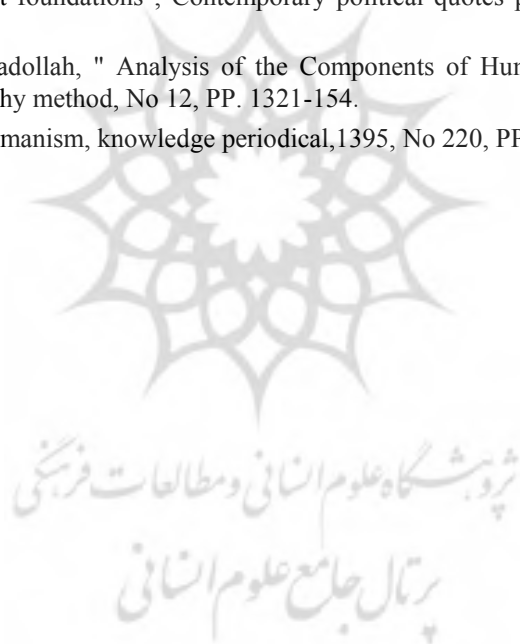 t foundations , Contemporary political quotes p
adollah, " Analysis of the Components of Hur
hy method, No 12, PP. 1321-154.
manism, knowledge periodical,1395, No 220, PP
پژوهشگاه علوم انسانی و مطالعات فرهنگی
پرتال جامع علوم انسانی